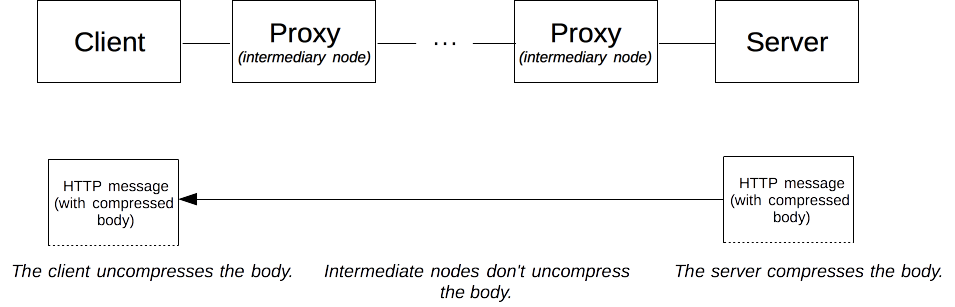 Client
Proxy
(intermediary node)
...
Proxy
(intermediary node)
Server
HTTP message
(with compressed
body)
HTTP message
(with compressed
body)
The client uncompresses the body.
Intermediate nodes don't uncompress
the body.
The server compresses the body.